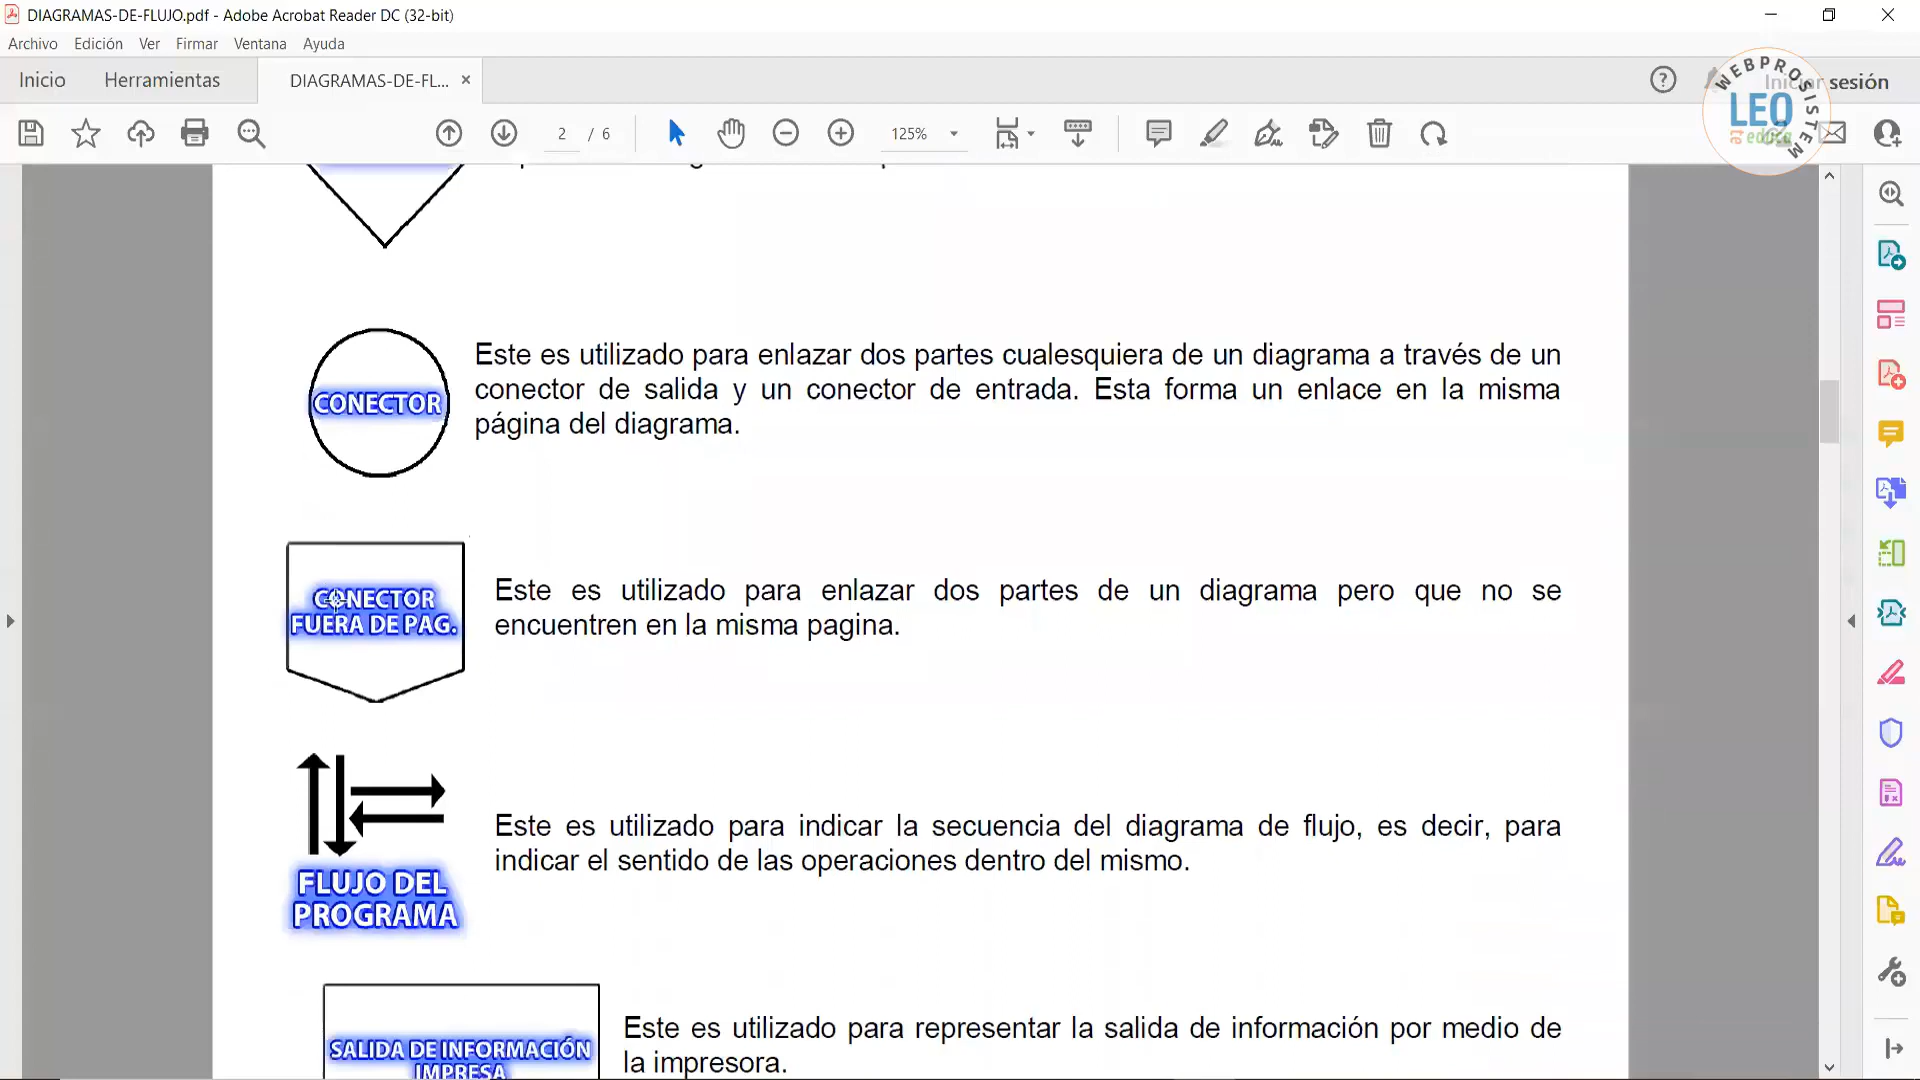 DIAGRAMAS-DE-FLUJO.pdf - Adobe Acrobat Reader DC (32-bit)
Archivo Edición Ver Firmar Ventana Ayuda
Inicio Herramientas DIAGRAMAS-DE-FL... sesión
WEBPROSISTEM
LEO
te educa
2 / 6 125%
CONECTOR
Este es utilizado para enlazar dos partes cualesquiera de un diagrama a través de un
conector de salida y un conector de entrada. Esta forma un enlace en la misma
página del diagrama.
CONECTOR
FUERA DE PAG.
Este es utilizado para enlazar dos partes de un diagrama pero que no se
encuentren en la misma pagina.
FLUJO DEL
PROGRAMA
Este es utilizado para indicar la secuencia del diagrama de flujo, es decir, para
indicar el sentido de las operaciones dentro del mismo.
SALIDA DE INFORMACIÓN
IMPRESA
Este es utilizado para representar la salida de información por medio de
la impresora.